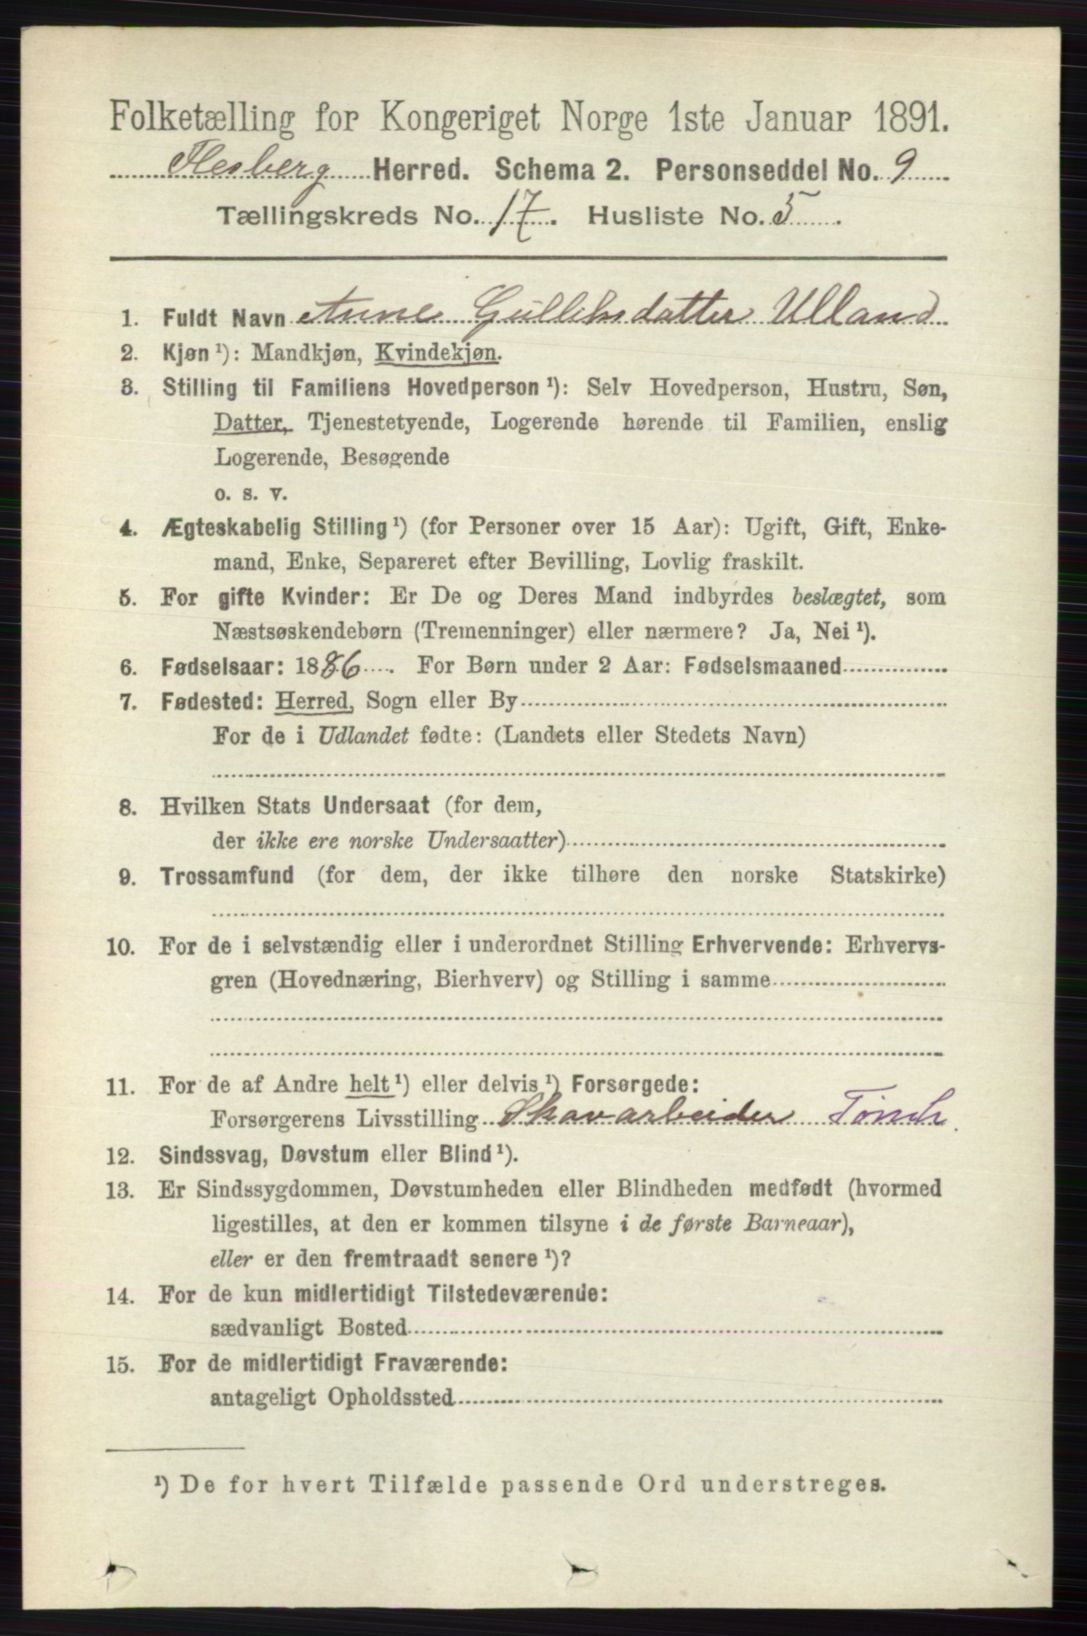 Folketælling for Kongeriget Norge 1ste Januar 1891.
Flesberg Herred. Schema 2. Personseddel No. 9
Tællingskreds No. 17. Husliste No. 5.
1. Fuldt Navn Anne Gulliksdatter Ulland
2. Kjøn ¹): Mandkjøn, Kvindekjøn.
3. Stilling til Familiens Hovedperson ¹): Selv Hovedperson, Hustru, Søn,
Datter, Tjenestetyende, Logerende hørende til Familien, enslig
Logerende, Besøgende
o. s. v.
4. Ægteskabelig Stilling ¹) (for Personer over 15 Aar): Ugift, Gift, Enke-
mand, Enke, Separeret efter Bevilling, Lovlig fraskilt.
5. For gifte Kvinder: Er De og Deres Mand indbyrdes beslægtet, som
Næstsøskendebørn (Tremenninger) eller nærmere? Ja, Nei ¹).
6. Fødselsaar: 1886. For Børn under 2 Aar: Fødselsmaaned
7. Fødested: Herred, Sogn eller By
For de i Udlandet fødte: (Landets eller Stedets Navn)
8. Hvilken Stats Undersaat (for dem,
der ikke ere norske Undersaatter)
9. Trossamfund (for dem, der ikke tilhøre den norske Statskirke)
10. For de i selvstændig eller i underordnet Stilling Erhvervende: Erhvervs-
gren (Hovednæring, Bierhverv) og Stilling i samme
11. For de af Andre helt ¹) eller delvis ¹) Forsørgede:
Forsørgerens Livsstilling Skovarbeider
12. Sindssvag, Døvstum eller Blind ¹).
13. Er Sindssygdommen, Døvstumheden eller Blindheden medfødt (hvormed
ligestilles, at den er kommen tilsyne i de første Barneaar),
eller er den fremtraadt senere ¹)?
14. For de kun midlertidigt Tilstedeværende:
sædvanligt Bosted
15. For de midlertidigt Fraværende:
antageligt Opholdssted
¹) De for hvert Tilfælde passende Ord understreges.